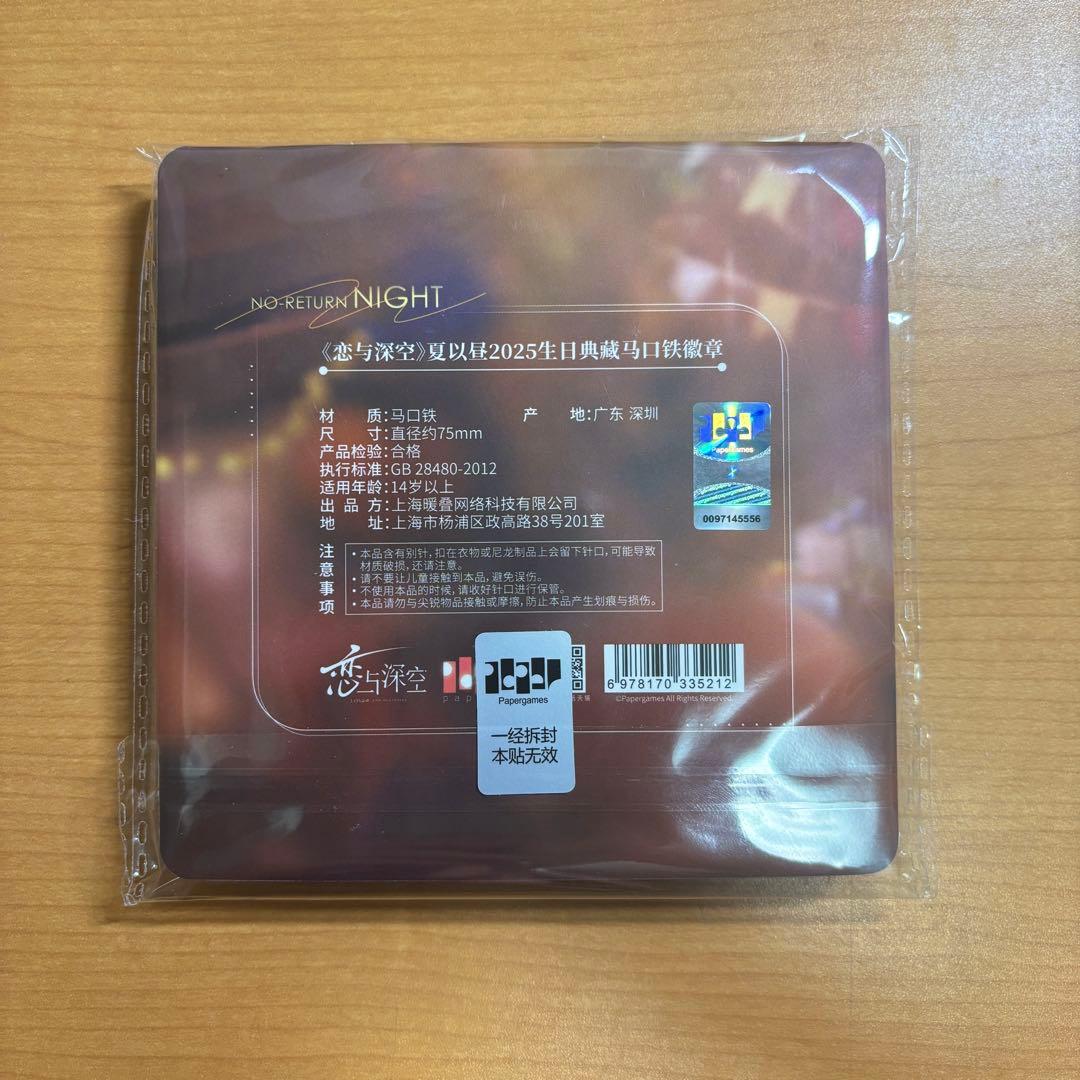 NO-RETURN NIGHT
《恋与深空》夏以昼2025生日典藏马口铁徽章
材 质:马口铁 产 地:广东 深圳
尺 寸:直径约75mm
产品检验:合格
执行标准:GB 28480-2012
适用年龄:14岁以上
出 品 方:上海暖叠网络科技有限公司
地 址:上海市杨浦区政高路38号201室
Papergames
0097145556
注意事项
• 本品含有别针,扣在衣物或尼龙制品上会留下针口,可能导致
材质破损,还请注意。
• 请不要让儿童接触到本品,避免误伤。
• 不使用本品的时候,请收好针口进行保管。
• 本品请勿与尖锐物品接触或摩擦,防止本品产生划痕与损伤。
恋与深空
paper
Papergames
一经拆封
本贴无效
6 978170 335212
©Papergames All Rights Reserved.